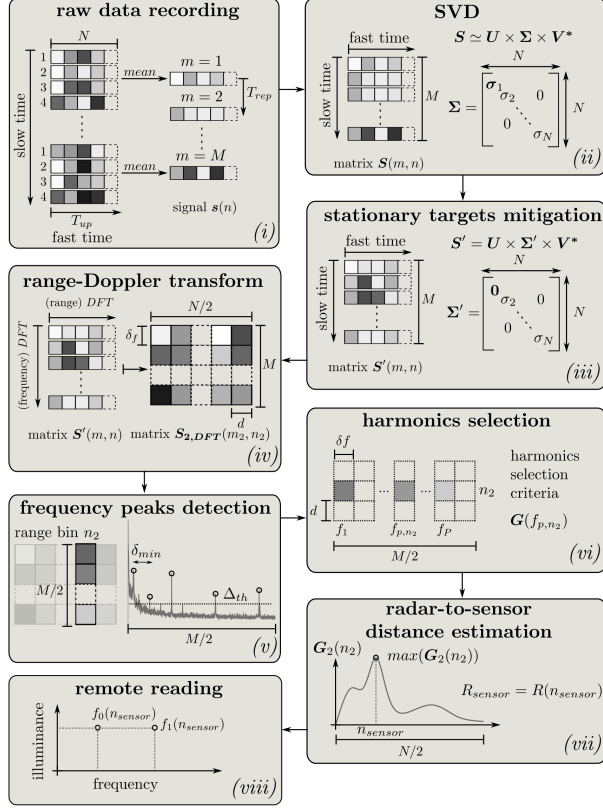 raw data recording
N
1
2
3
4
mean
m = 1
m = 2
T_rep
slow time
1
2
3
4
mean
m = M
T_up
fast time
signal s(n)
(i)
SVD
fast time
S ≃ U × Σ × V*
slow time
M
N
Σ =
σ_1
σ_2
0
0
σ_N
N
matrix S(m, n)
(ii)
stationary targets mitigation
fast time
S′ = U × Σ′ × V*
slow time
M
N
Σ′ =
0
σ_2
0
0
σ_N
N
matrix S′(m, n)
(iii)
range-Doppler transform
(range) DFT
(frequency) DFT
N/2
δ_f
M
d
matrix S′(m, n)
matrix S_2,DFT(m_2, n_2)
(iv)
frequency peaks detection
range bin n_2
M/2
δ_min
Δ_th
M/2
(v)
harmonics selection
δf
d
...
...
n_2
f_1
f_p,n_2
f_P
M/2
harmonics
selection
criteria
G(f_p,n_2)
(vi)
radar-to-sensor
distance estimation
G_2(n_2)
max(G_2(n_2))
R_sensor = R(n_sensor)
n_sensor
N/2
(vii)
remote reading
illuminance
f_0(n_sensor)
f_1(n_sensor)
frequency
(viii)